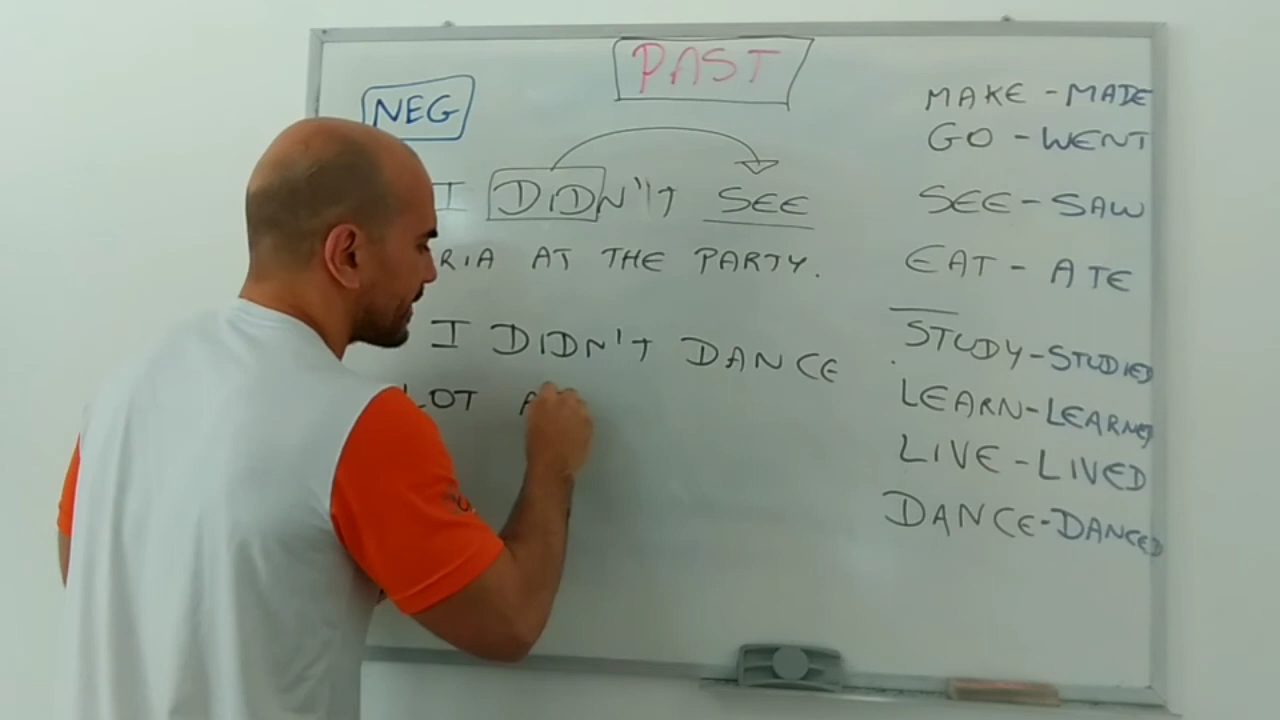 PAST
NEG
I DIDN'T SEE
RIA AT THE PARTY.
I DIDN'T DANCE
LOT
MAKE - MADE
GO - WENT
SEE - SAW
EAT - ATE
STUDY - STUDIED
LEARN - LEARNED
LIVE - LIVED
DANCE - DANCED